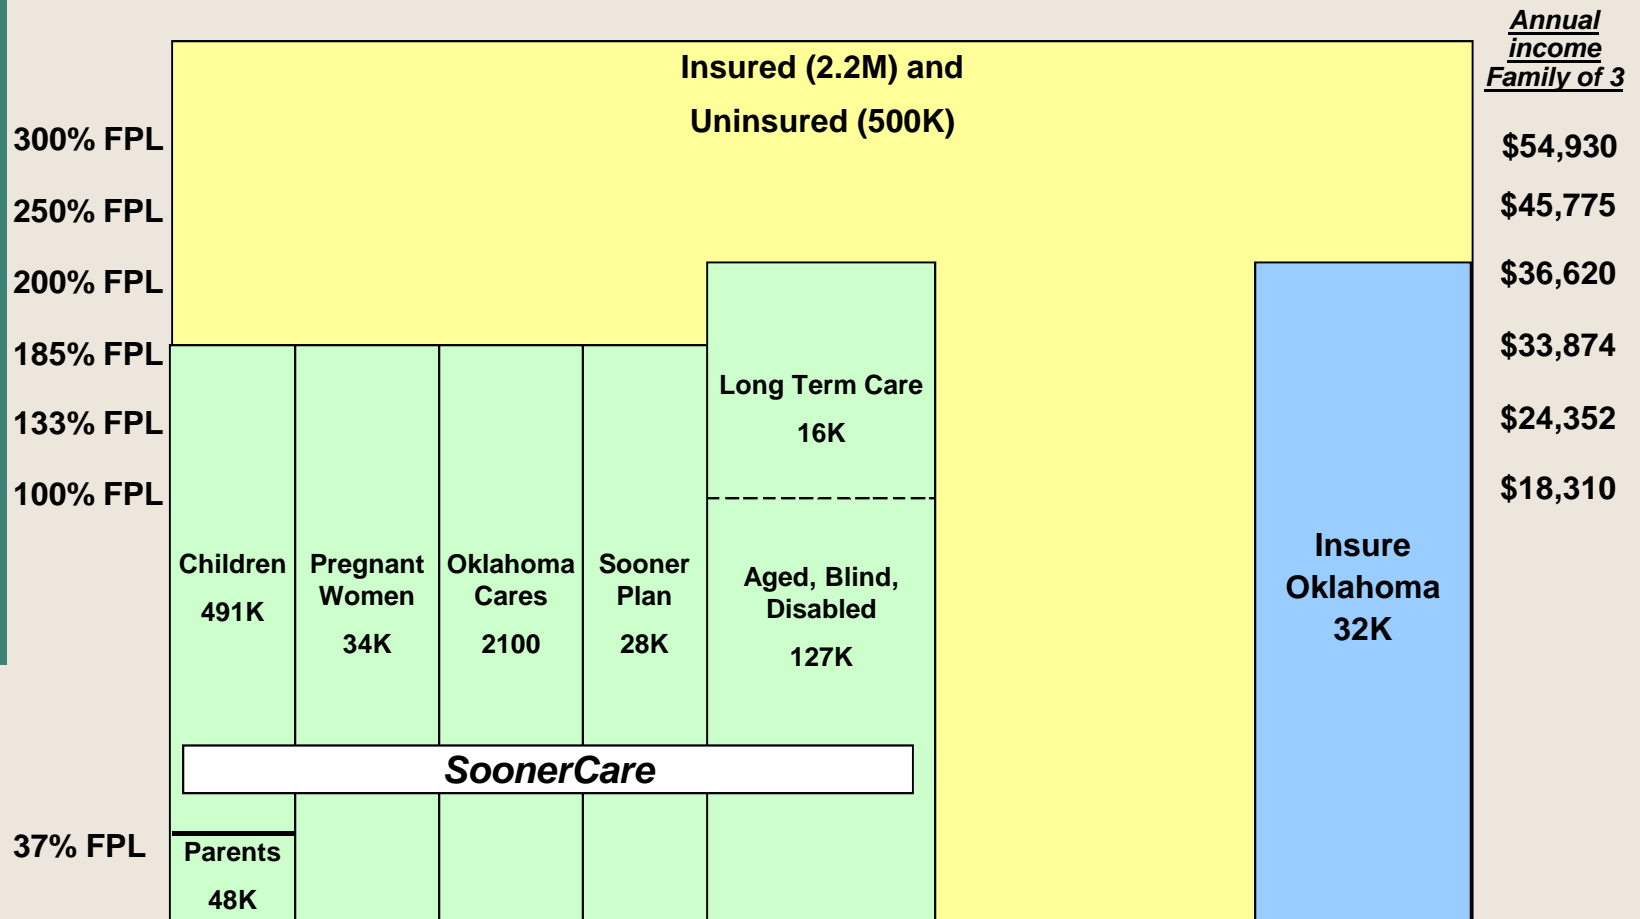 Annual
income
Family of 3
Insured (2.2M) and
Uninsured (500K)
300% FPL
$54,930
250% FPL
$45,775
200% FPL
$36,620
185% FPL
$33,874
133% FPL
$24,352
100% FPL
$18,310
Long Term Care
16K
Children
491K
Pregnant
Women
34K
Oklahoma
Cares
2100
Sooner
Plan
28K
Aged, Blind,
Disabled
127K
Insure
Oklahoma
32K
SoonerCare
37% FPL
Parents
48K